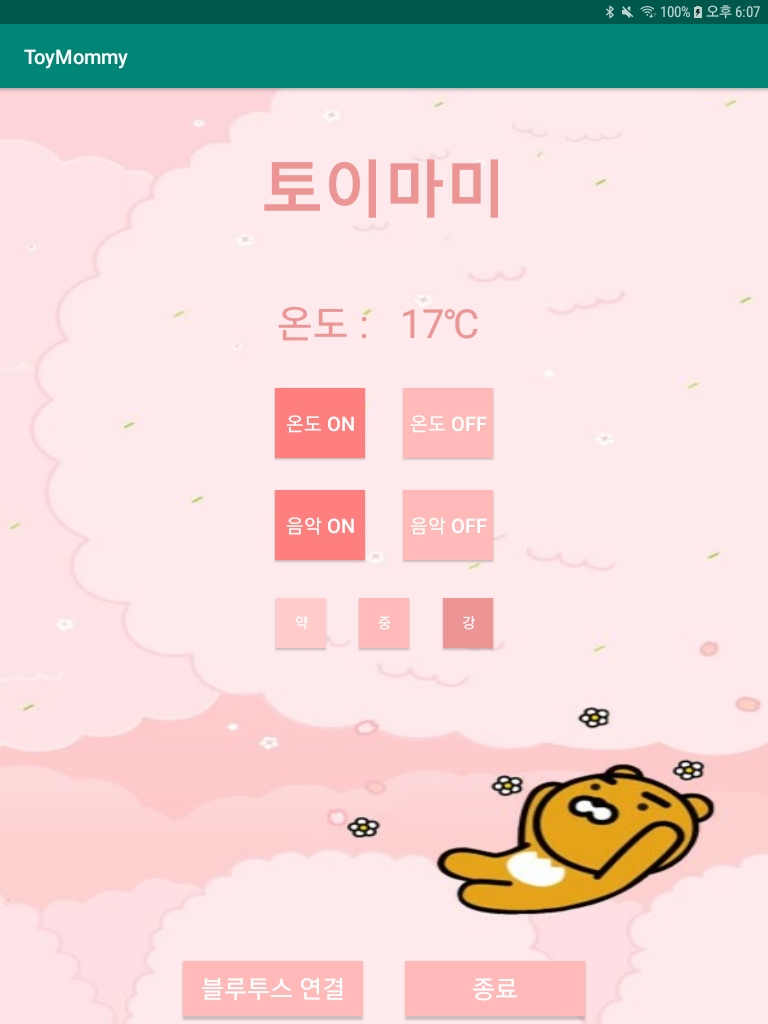 100% 오후 6:07
ToyMommy
토이마미
온도 : 17℃
온도 ON 온도 OFF
음악 ON 음악 OFF
약 중 강
블루투스 연결 종료